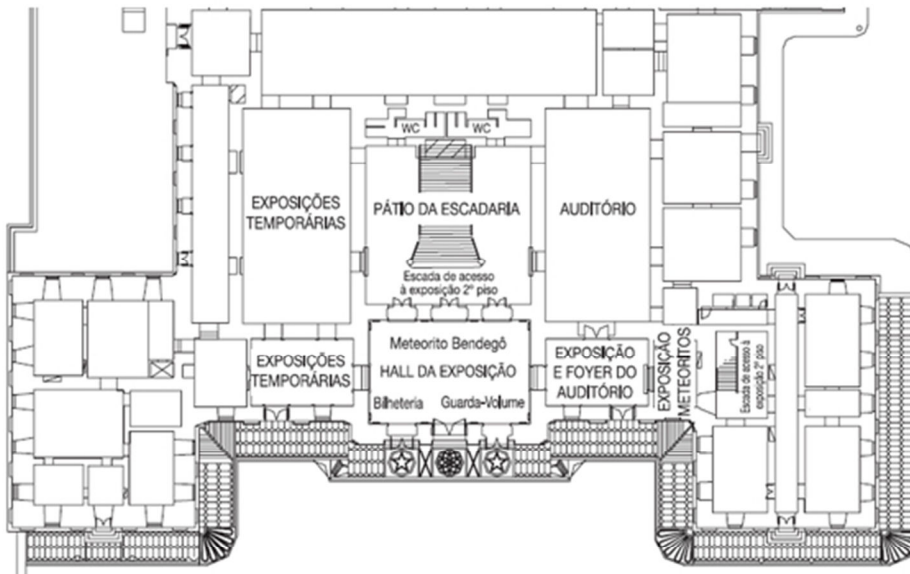 WC
WC
EXPOSIÇÕES
TEMPORÁRIAS
PÁTIO DA ESCADARIA
AUDITÓRIO
Escada de acesso
à exposição 2º piso
Meteorito Bendegô
HALL DA EXPOSIÇÃO
Bilheteria
Guarda-Volume
EXPOSIÇÕES
TEMPORÁRIAS
EXPOSIÇÃO
E FOYER DO
AUDITÓRIO
EXPOSIÇÃO
METEORITOS
Escada de acesso à
exposição 2º piso